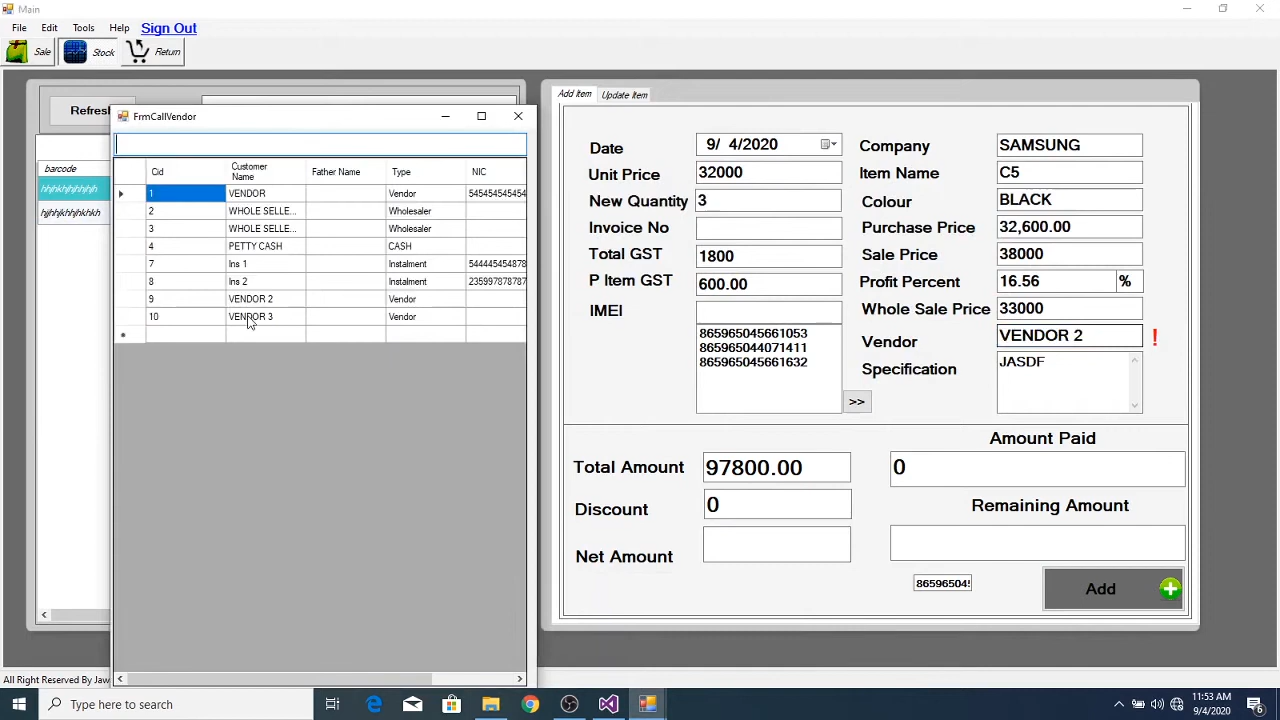 Main
File Edit Tools Help Sign Out
Sale Stock Return
Refresh
barcode
hhjhkhjhhjhjh
FrmCallVendor
Cid Customer Name Father Name Type NIC
1 VENDOR Vendor 54545454545
2 WHOLE SELLE... Wholesaler
3 WHOLE SELLE... Wholesaler
4 PETTY CASH CASH
7 Ins 1 Instalment 544445454878
8 Ins 2 Instalment 235997878787
9 VENDOR 2 Vendor
10 VENDOR 3 Vendor
Add Item Update Item
Date 9/ 4/2020
Unit Price 32000
New Quantity 3
Invoice No
Total GST 1800
P Item GST 600.00
IMEI
865965045661053
865965044071411
865965045661632
>>
Company SAMSUNG
Item Name C5
Colour BLACK
Purchase Price 32,600.00
Sale Price 38000
Profit Percent 16.56 %
Whole Sale Price 33000
Vendor VENDOR 2 !
Specification JASDF
Total Amount 97800.00
Discount 0
Net Amount
Amount Paid
0
Remaining Amount
86596504!
Add
All Right Reserved By Jaw
Type here to search
11:53 AM
9/4/2020
6